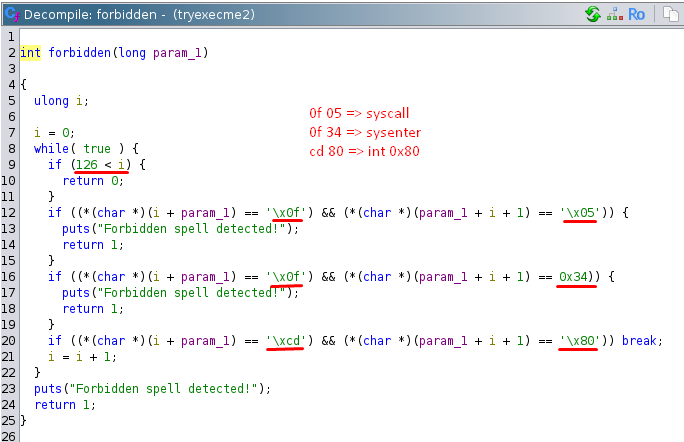 Decompile: forbidden - (tryexecme2)
Ro
1
2 int forbidden(long param_1)
3
4 {
5 ulong i;
6
0f 05 => syscall
7 i = 0;
0f 34 => sysenter
8 while( true ) {
cd 80 => int 0x80
9 if (126 < i) {
10 return 0;
11 }
12 if ((*(char *)(i + param_1) == '\x0f') && (*(char *)(param_1 + i + 1) == '\x05')) {
13 puts("Forbidden spell detected!");
14 return 1;
15 }
16 if ((*(char *)(i + param_1) == '\x0f') && (*(char *)(param_1 + i + 1) == 0x34)) {
17 puts("Forbidden spell detected!");
18 return 1;
19 }
20 if ((*(char *)(i + param_1) == '\xcd') && (*(char *)(param_1 + i + 1) == '\x80')) break;
21 i = i + 1;
22 }
23 puts("Forbidden spell detected!");
24 return 1;
25 }
26